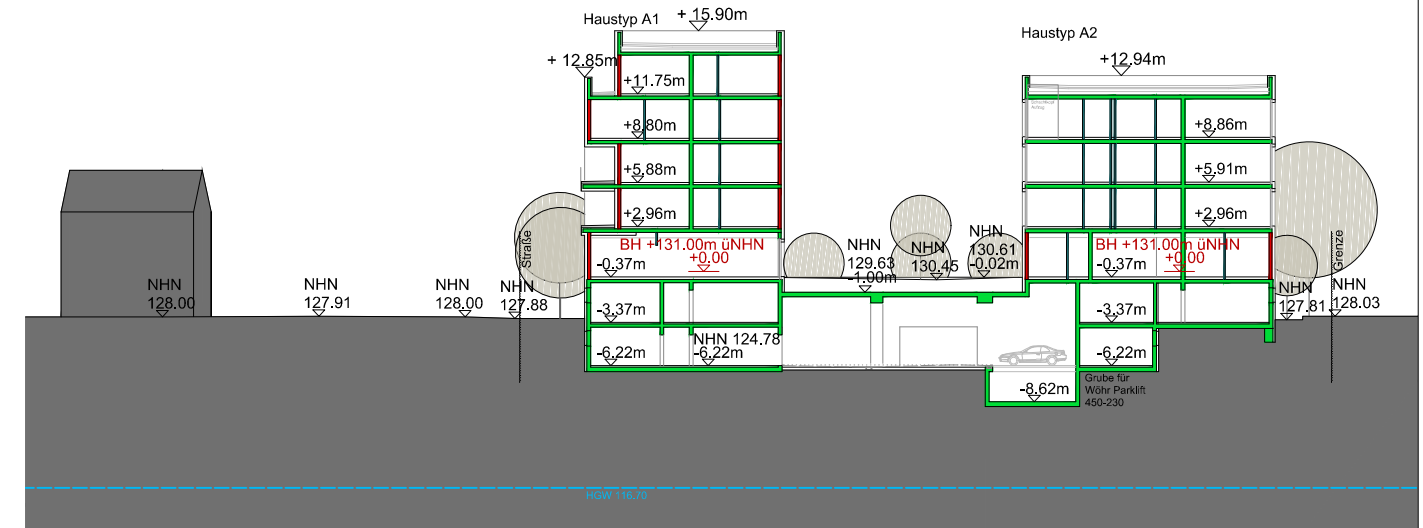 Haustyp A1
+ 15.90m
Haustyp A2
+ 12.85m
+12.94m
+11.75m
+8.80m
+8.86m
+5.88m
+5.91m
+2.96m
+2.96m
Straße
Grenze
BH +131.00m üNHN
+0.00
-0.37m
NHN
129.63
-1.00m
NHN
130.45
NHN
130.61
-0.02m
BH +131.00m üNHN
+0.00
-0.37m
NHN
128.00
NHN
127.91
NHN
128.00
NHN
127.88
NHN
127.81
NHN
128.03
-3.37m
-3.37m
NHN 124.78
-6.22m
-6.22m
-6.22m
-8.62m
Grube für
Wöhr Parklift
450-230
HGW 116.70